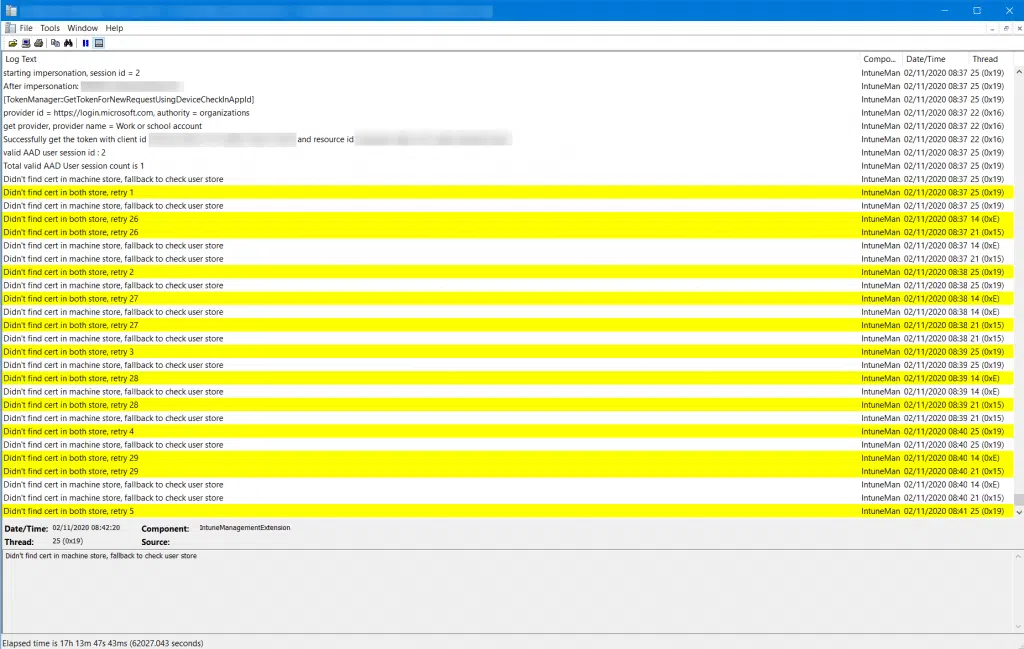 File Tools Window Help
Log Text Compo... Date/Time Thread
starting impersonation, session id = 2 IntuneMan 02/11/2020 08:37 25 (0x19)
After impersonation: IntuneMan 02/11/2020 08:37 25 (0x19)
[TokenManager::GetTokenForNewRequestUsingDeviceCheckInAppId] IntuneMan 02/11/2020 08:37 25 (0x19)
provider id = https://login.microsoft.com, authority = organizations IntuneMan 02/11/2020 08:37 22 (0x16)
get provider, provider name = Work or school account IntuneMan 02/11/2020 08:37 22 (0x16)
Successfully get the token with client id and resource id IntuneMan 02/11/2020 08:37 22 (0x16)
valid AAD user session id : 2 IntuneMan 02/11/2020 08:37 25 (0x19)
Total valid AAD User session count is 1 IntuneMan 02/11/2020 08:37 25 (0x19)
Didn't find cert in machine store, fallback to check user store IntuneMan 02/11/2020 08:37 25 (0x19)
Didn't find cert in both store, retry 1 IntuneMan 02/11/2020 08:37 25 (0x19)
Didn't find cert in machine store, fallback to check user store IntuneMan 02/11/2020 08:37 25 (0x19)
Didn't find cert in both store, retry 26 IntuneMan 02/11/2020 08:37 14 (0xE)
Didn't find cert in both store, retry 26 IntuneMan 02/11/2020 08:37 21 (0x15)
Didn't find cert in machine store, fallback to check user store IntuneMan 02/11/2020 08:37 14 (0xE)
Didn't find cert in machine store, fallback to check user store IntuneMan 02/11/2020 08:37 21 (0x15)
Didn't find cert in both store, retry 2 IntuneMan 02/11/2020 08:38 25 (0x19)
Didn't find cert in machine store, fallback to check user store IntuneMan 02/11/2020 08:38 25 (0x19)
Didn't find cert in both store, retry 27 IntuneMan 02/11/2020 08:38 14 (0xE)
Didn't find cert in machine store, fallback to check user store IntuneMan 02/11/2020 08:38 14 (0xE)
Didn't find cert in both store, retry 27 IntuneMan 02/11/2020 08:38 21 (0x15)
Didn't find cert in machine store, fallback to check user store IntuneMan 02/11/2020 08:38 21 (0x15)
Didn't find cert in both store, retry 3 IntuneMan 02/11/2020 08:39 25 (0x19)
Didn't find cert in machine store, fallback to check user store IntuneMan 02/11/2020 08:39 25 (0x19)
Didn't find cert in both store, retry 28 IntuneMan 02/11/2020 08:39 14 (0xE)
Didn't find cert in machine store, fallback to check user store IntuneMan 02/11/2020 08:39 14 (0xE)
Didn't find cert in both store, retry 28 IntuneMan 02/11/2020 08:39 21 (0x15)
Didn't find cert in machine store, fallback to check user store IntuneMan 02/11/2020 08:39 21 (0x15)
Didn't find cert in both store, retry 4 IntuneMan 02/11/2020 08:40 25 (0x19)
Didn't find cert in machine store, fallback to check user store IntuneMan 02/11/2020 08:40 25 (0x19)
Didn't find cert in both store, retry 29 IntuneMan 02/11/2020 08:40 14 (0xE)
Didn't find cert in both store, retry 29 IntuneMan 02/11/2020 08:40 21 (0x15)
Didn't find cert in machine store, fallback to check user store IntuneMan 02/11/2020 08:40 14 (0xE)
Didn't find cert in machine store, fallback to check user store IntuneMan 02/11/2020 08:40 21 (0x15)
Didn't find cert in both store, retry 5 IntuneMan 02/11/2020 08:41 25 (0x19)
Date/Time: 02/11/2020 08:42:20 Component: IntuneManagementExtension
Thread: 25 (0x19) Source:
Didn't find cert in machine store, fallback to check user store
Elapsed time is 17h 13m 47s 43ms (62027.043 seconds)